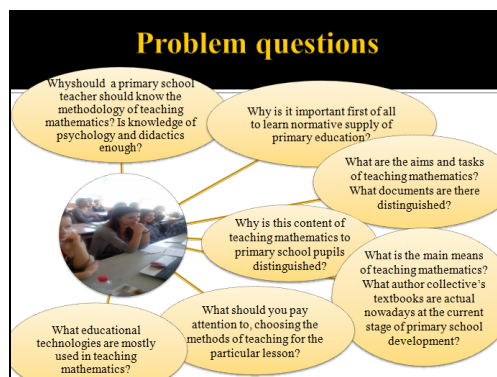 Problem questions
Whyshould a primary school
teacher should know the
methodology of teaching
mathematics? Is knowledge of
psychology and didactics
enough?
Why is it important first of all
to learn normative supply of
primary education?
What are the aims and tasks
of teaching mathematics?
What documents are there
distinguished?
Why is this content of
teaching mathematics to
primary school pupils
distinguished?
What is the main means
of teaching mathematics?
What author collective's
textbooks are actual
nowadays at the current
stage of primary school
development?
What should you pay
attention to, choosing the
methods of teaching for the
particular lesson?
What educational
technologies are mostly
used in teaching
mathematics?